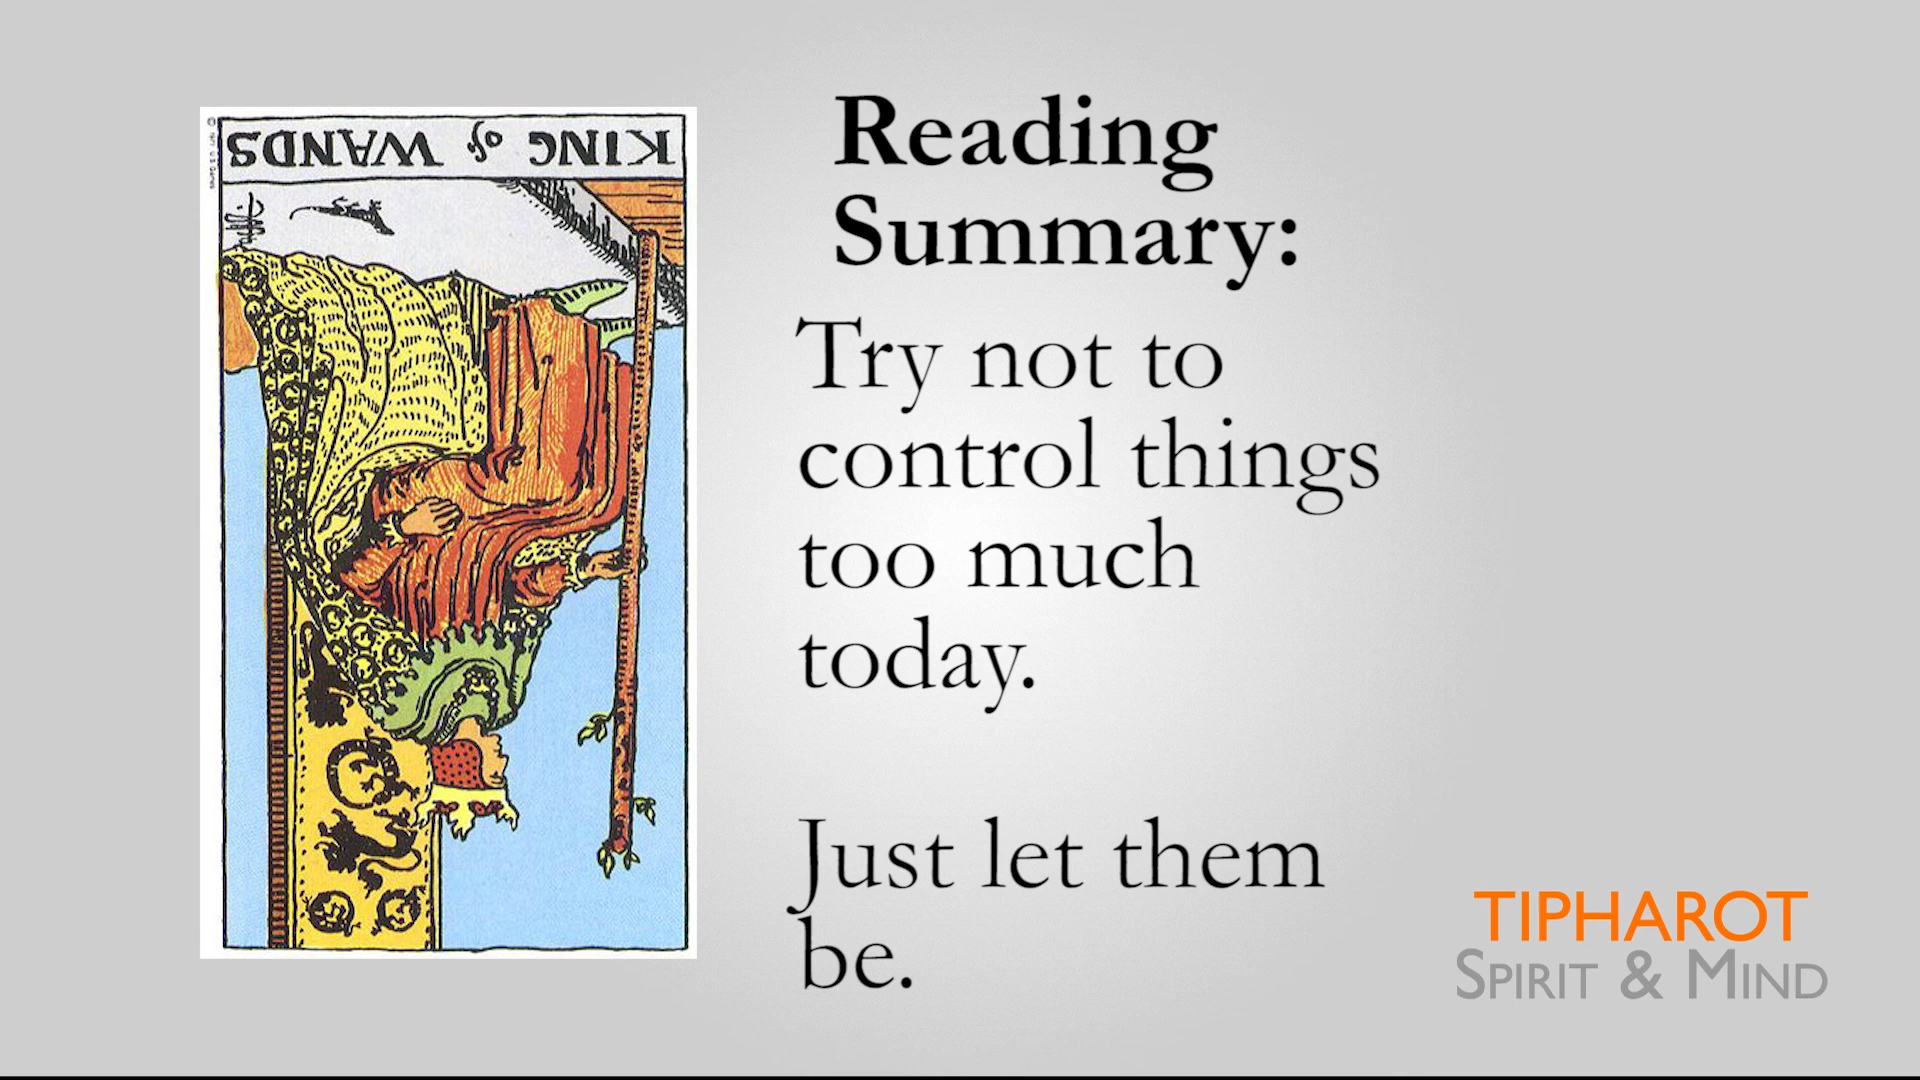 KING of WANDS
Reading
Summary:
Try not to
control things
too much
today.
Just let them
be.
TIPHAROT
SPIRIT & MIND